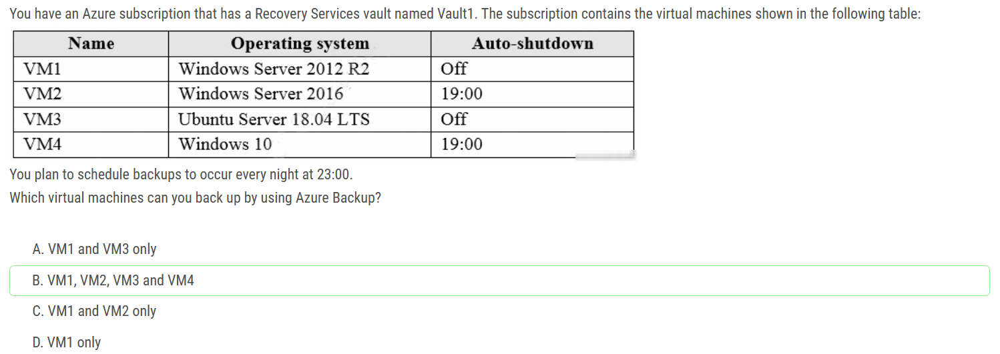 You have an Azure subscription that has a Recovery Services vault named Vault1. The subscription contains the virtual machines shown in the following table:
Name Operating system Auto-shutdown
VM1 Windows Server 2012 R2 Off
VM2 Windows Server 2016 19:00
VM3 Ubuntu Server 18.04 LTS Off
VM4 Windows 10 19:00
You plan to schedule backups to occur every night at 23:00.
Which virtual machines can you back up by using Azure Backup?
A. VM1 and VM3 only
B. VM1, VM2, VM3 and VM4
C. VM1 and VM2 only
D. VM1 only